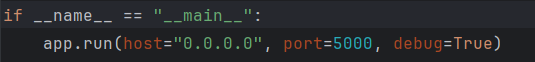 if __name__ == "__main__":
    app.run(host="0.0.0.0", port=5000, debug=True)